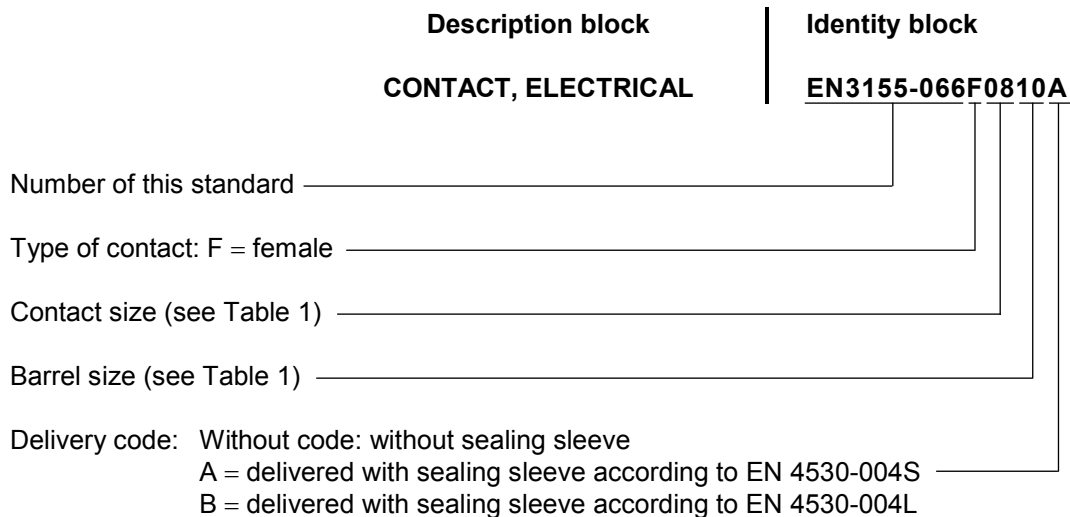 Description block Identity block
CONTACT, ELECTRICAL EN3155-066F0810A
Number of this standard
Type of contact: F = female
Contact size (see Table 1)
Barrel size (see Table 1)
Delivery code: Without code: without sealing sleeve
A = delivered with sealing sleeve according to EN 4530-004S
B = delivered with sealing sleeve according to EN 4530-004L